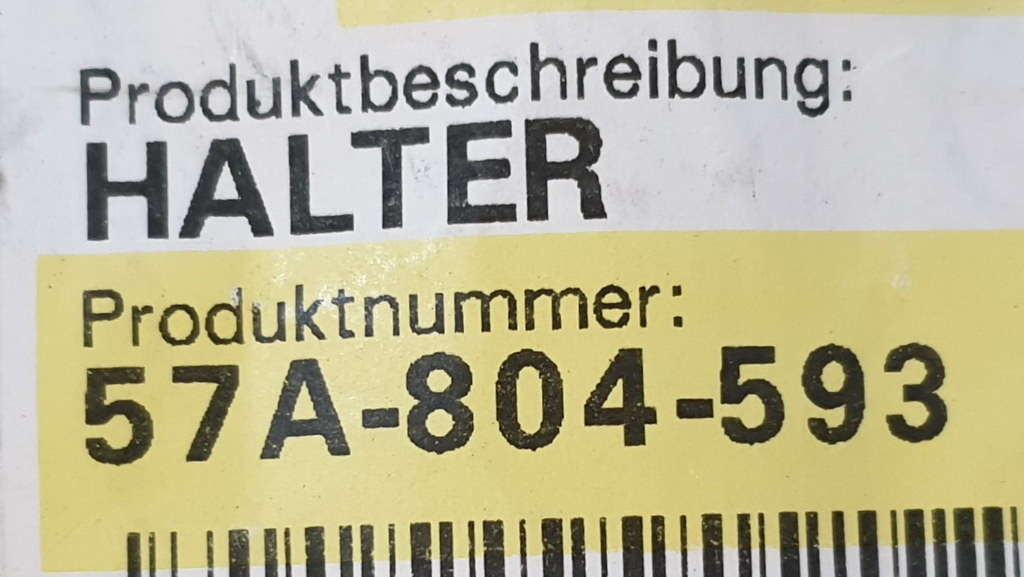 Produktbeschreibung:
HALTER
Produktnummer:
57A-804-593